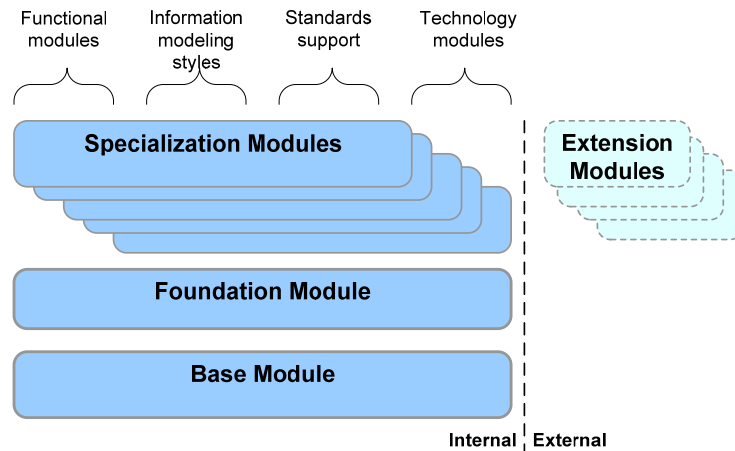 Functional
modules
Information
modeling
styles
Standards
support
Technology
modules
Specialization Modules
Extension
Modules
Foundation Module
Base Module
Internal
External